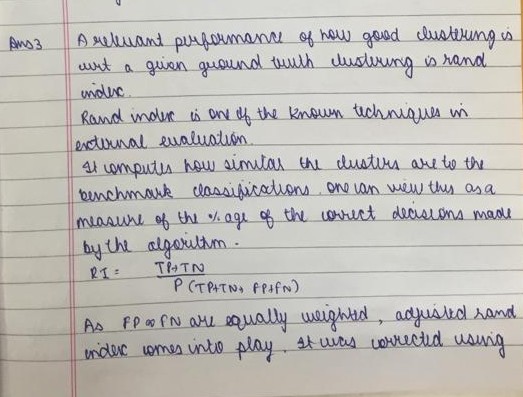 Ans 3 A reluant performance of how good clustering is
wrt a given ground truth clustering is rand
index.
Rand index is one of the known techniques in
external evaluation.
It computes how similar the clusters are to the
benchmark classifications. one can view this as a
measure of the % age of the correct decisions made
by the algorithm.
RI = TP+TN
P (TP+TN+ FP+FN)
As FP & FN are equally weighted, adjusted rand
index comes into play. It was corrected using